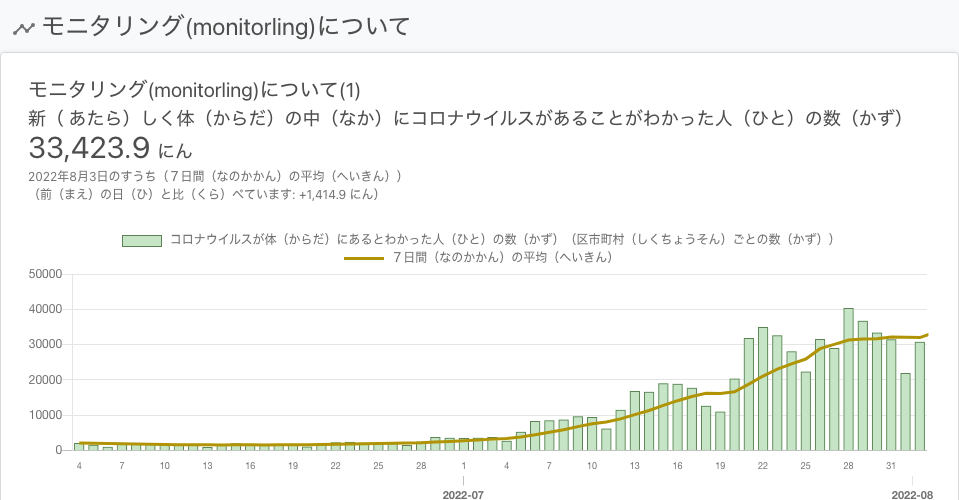 モニタリング(monitorling)について
モニタリング(monitorling)について(1)
新（ あたら）しく体（からだ）の中（なか）にコロナウイルスがあることがわかった人（ひと）の数（かず）
33,423.9 にん
2022年8月3日のすうち（７日間（なのかかん）の平均（へいきん））
（前（まえ）の日（ひ）と比（くら）べています: +1,414.9 にん）
コロナウイルスが体（からだ）にあるとわかった人（ひと）の数（かず）（区市町村（しくちょうそん）ごとの数（かず））
７日間（なのかかん）の平均（へいきん）
50000
40000
30000
20000
10000
0
4 7 10 13 16 19 22 25 28 1 4 7 10 13 16 19 22 25 28 31
2022-07 2022-08